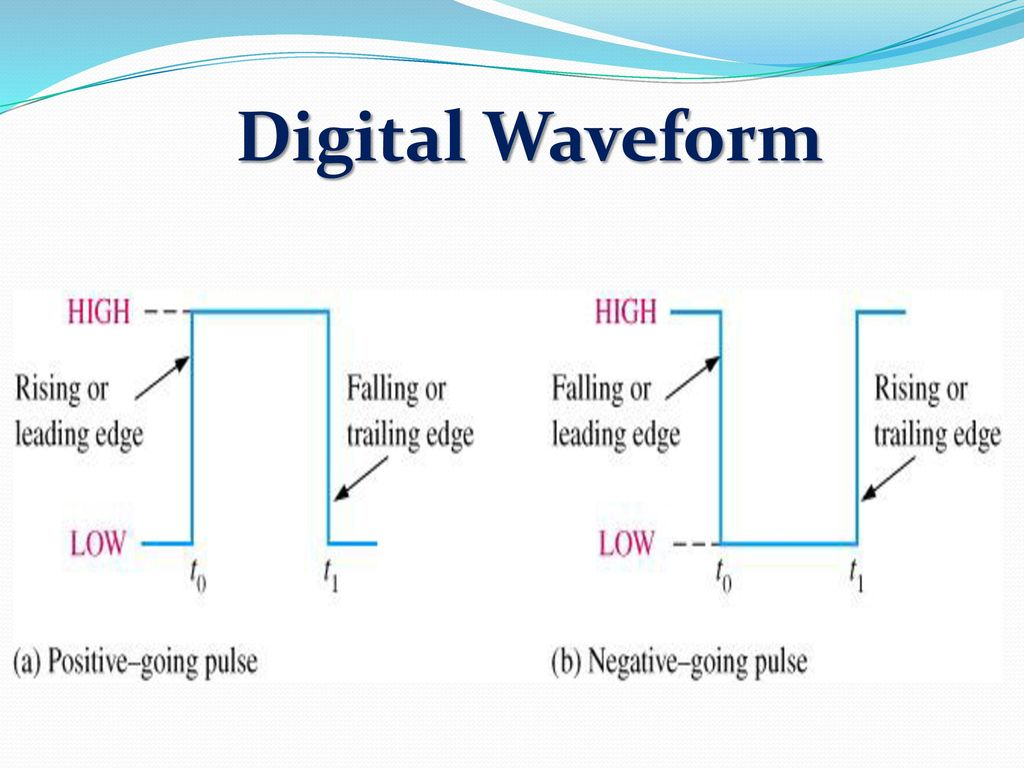 Digital Waveform
HIGH
Rising or
leading edge
Falling or
trailing edge
LOW
t0
t1
(a) Positive–going pulse
HIGH
Falling or
leading edge
Rising or
trailing edge
LOW
t0
t1
(b) Negative–going pulse